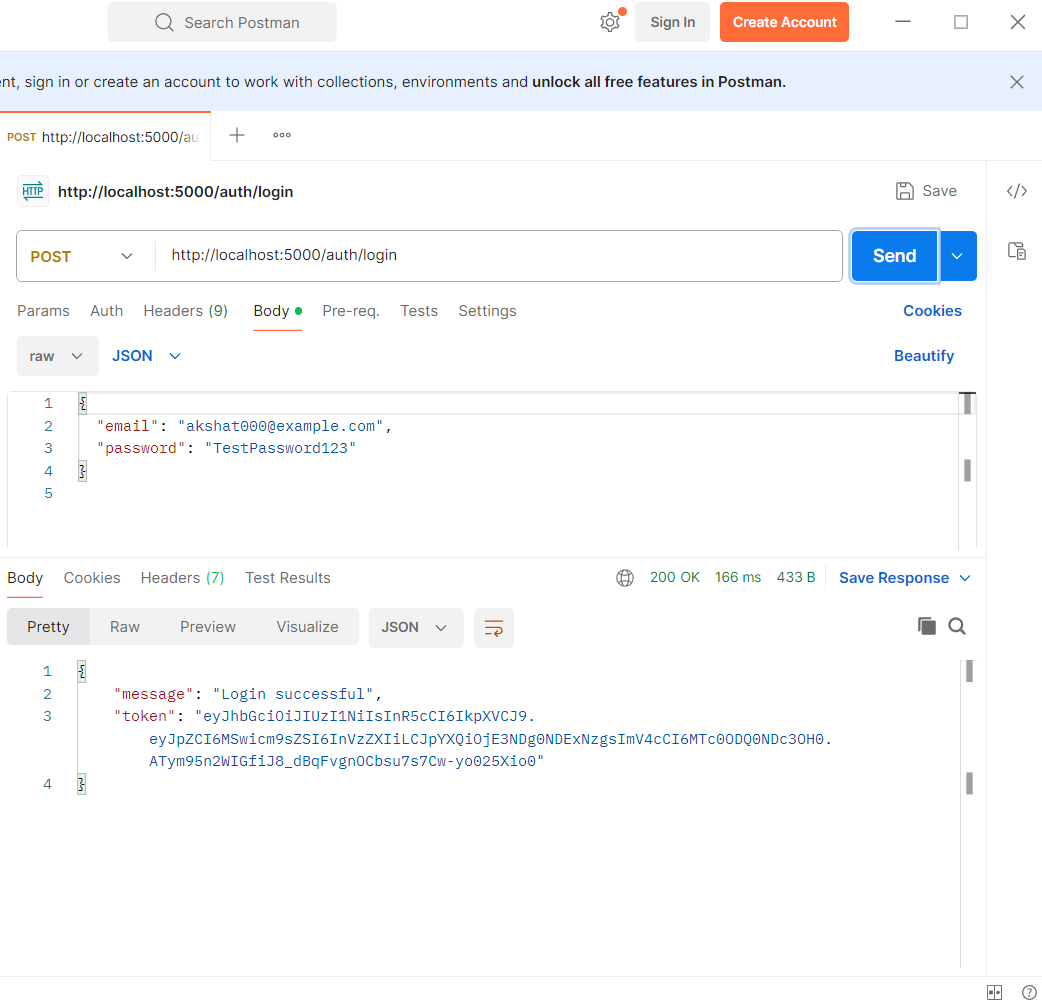 Search Postman
Sign In
Create Account
ent, sign in or create an account to work with collections, environments and unlock all free features in Postman.
POST http://localhost:5000/au
HTTP http://localhost:5000/auth/login
Save
</>
POST
http://localhost:5000/auth/login
Send
Params Auth Headers (9) Body Pre-req. Tests Settings
Cookies
raw JSON
Beautify
1 {
2 "email": "akshat000@example.com",
3 "password": "TestPassword123"
4 }
5
Body Cookies Headers (7) Test Results
200 OK 166 ms 433 B Save Response
Pretty Raw Preview Visualize JSON
1 {
2 "message": "Login successful",
3 "token": "eyJhbGciOiJIUzI1NiIsInR5cCI6IkpXVCJ9.
eyJpZCI6MSwicm9sZSI6InVzZXIiLCJpYXQiOjE3NDg0NDExNzgsImV4cCI6MTc0ODQ0NDc3OH0.
ATym95n2WIGfiJ8_dBqFvgnOCbsu7s7Cw-yo025Xio0"
4 }